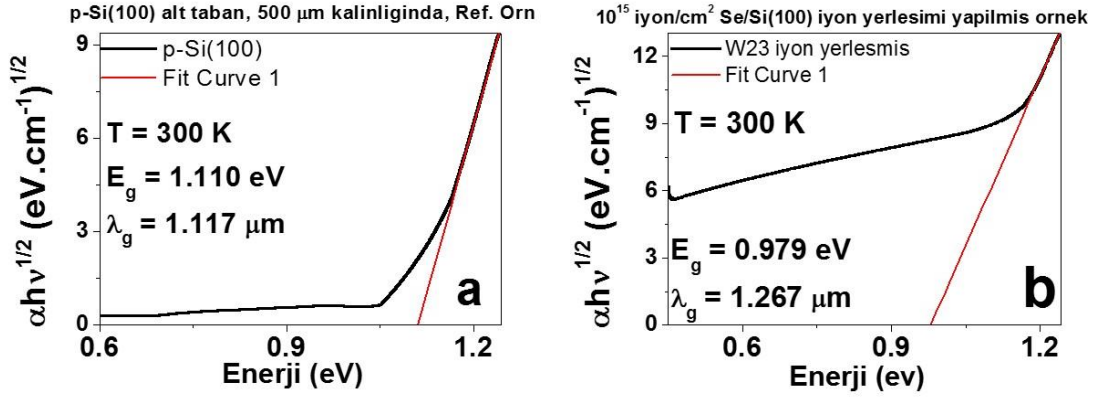 p-Si(100) alt taban, 500 μm kalinliginda, Ref. Orn
αhν^1/2 (eV.cm^-1)^1/2
9
6
3
0
p-Si(100)
Fit Curve 1
T = 300 K
E_g = 1.110 eV
λ_g = 1.117 μm
a
0.6 0.9 1.2
Enerji (eV)
10^15 iyon/cm^2 Se/Si(100) iyon yerlesimi yapilmis ornek
αhν^1/2 (eV.cm^-1)^1/2
12
9
6
3
0
W23 iyon yerlesmis
Fit Curve 1
T = 300 K
E_g = 0.979 eV
λ_g = 1.267 μm
b
0.6 0.9 1.2
Enerji (ev)